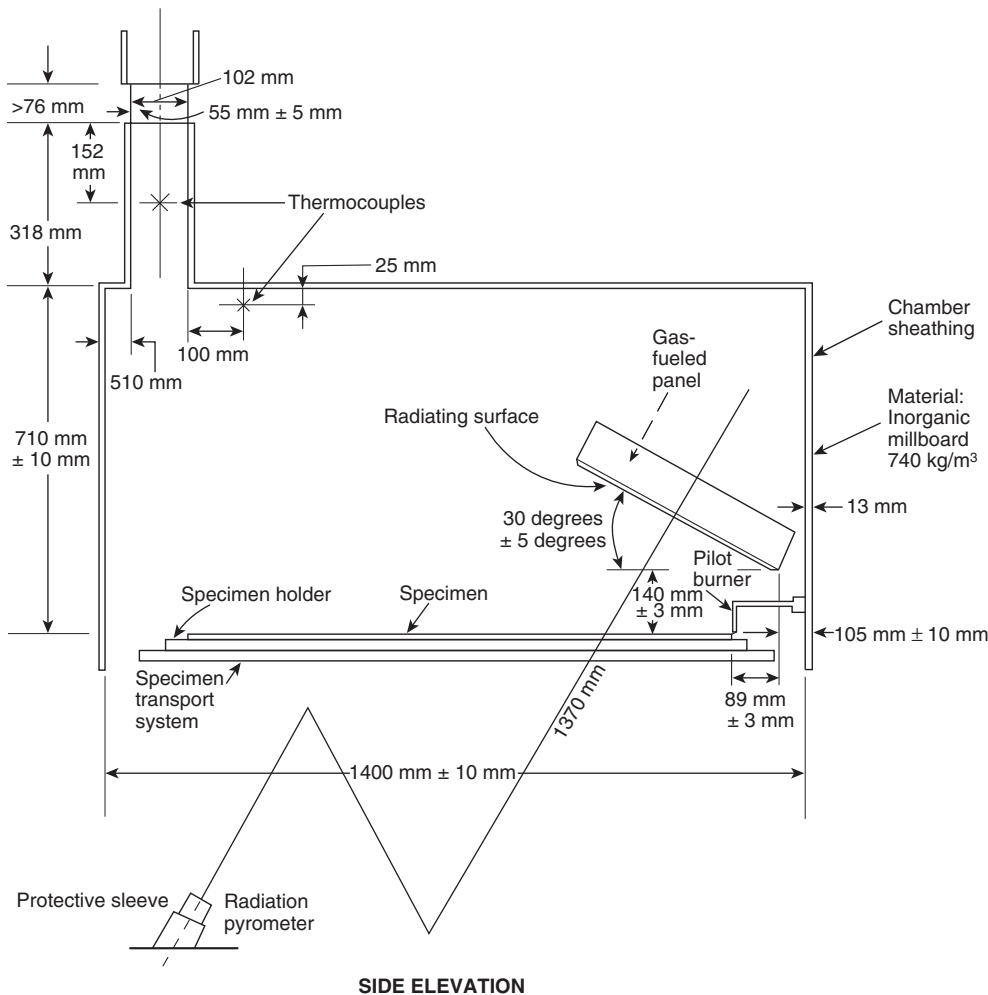 102 mm
>76 mm
55 mm ± 5 mm
152
mm
Thermocouples
318 mm
25 mm
Chamber
sheathing
100 mm
Gas-
fueled
panel
510 mm
Material:
Inorganic
millboard
740 kg/m³
Radiating surface
710 mm
± 10 mm
13 mm
30 degrees
± 5 degrees
Pilot
burner
140 mm
± 3 mm
Specimen holder
Specimen
105 mm ± 10 mm
Specimen
transport
system
89 mm
± 3 mm
1370 mm
1400 mm ± 10 mm
Protective sleeve
Radiation
pyrometer
SIDE ELEVATION